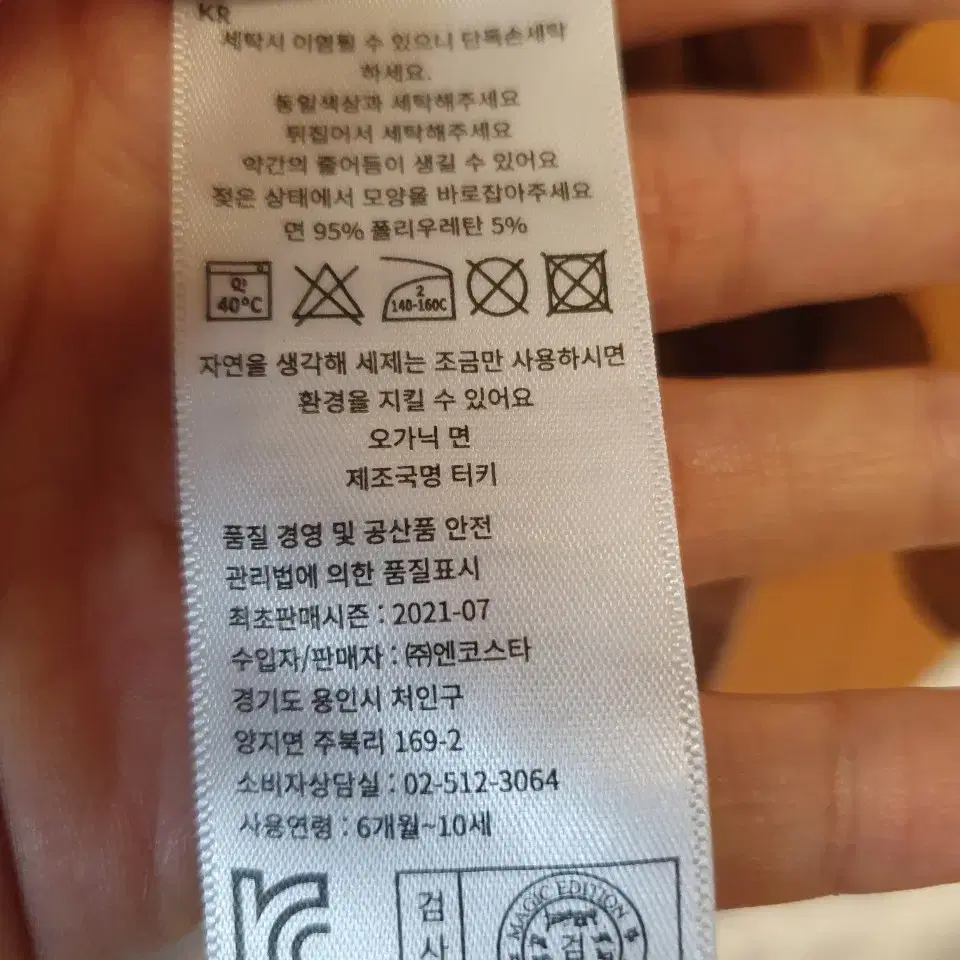 KR
세탁시 이염될 수 있으니 단독손세탁
하세요.
동일색상과 세탁해주세요
뒤집어서 세탁해주세요
약간의 줄어듬이 생길 수 있어요
젖은 상태에서 모양을 바로잡아주세요
면 95% 폴리우레탄 5%
약
40°C
2
140-160C
자연을 생각해 세제는 조금만 사용하시면
환경을 지킬 수 있어요
오가닉 면
제조국명 터키
품질 경영 및 공산품 안전
관리법에 의한 품질표시
최초판매시즌 : 2021-07
수입자/판매자 : ㈜엔코스타
경기도 용인시 처인구
양지면 주북리 169-2
소비자상담실 : 02-512-3064
사용연령 : 6개월~10세
검
사
MAGIC EDITION
검